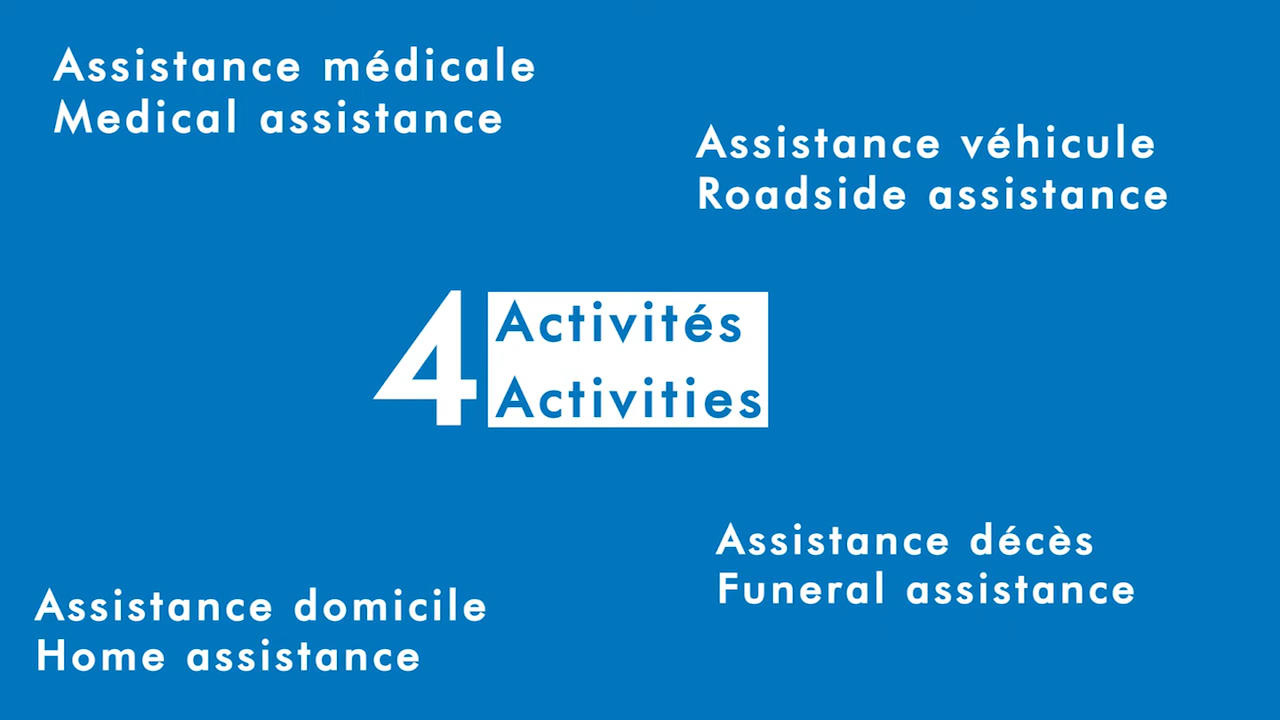 Assistance médicale
Medical assistance
Assistance véhicule
Roadside assistance
4
Activités
Activities
Assistance décès
Funeral assistance
Assistance domicile
Home assistance